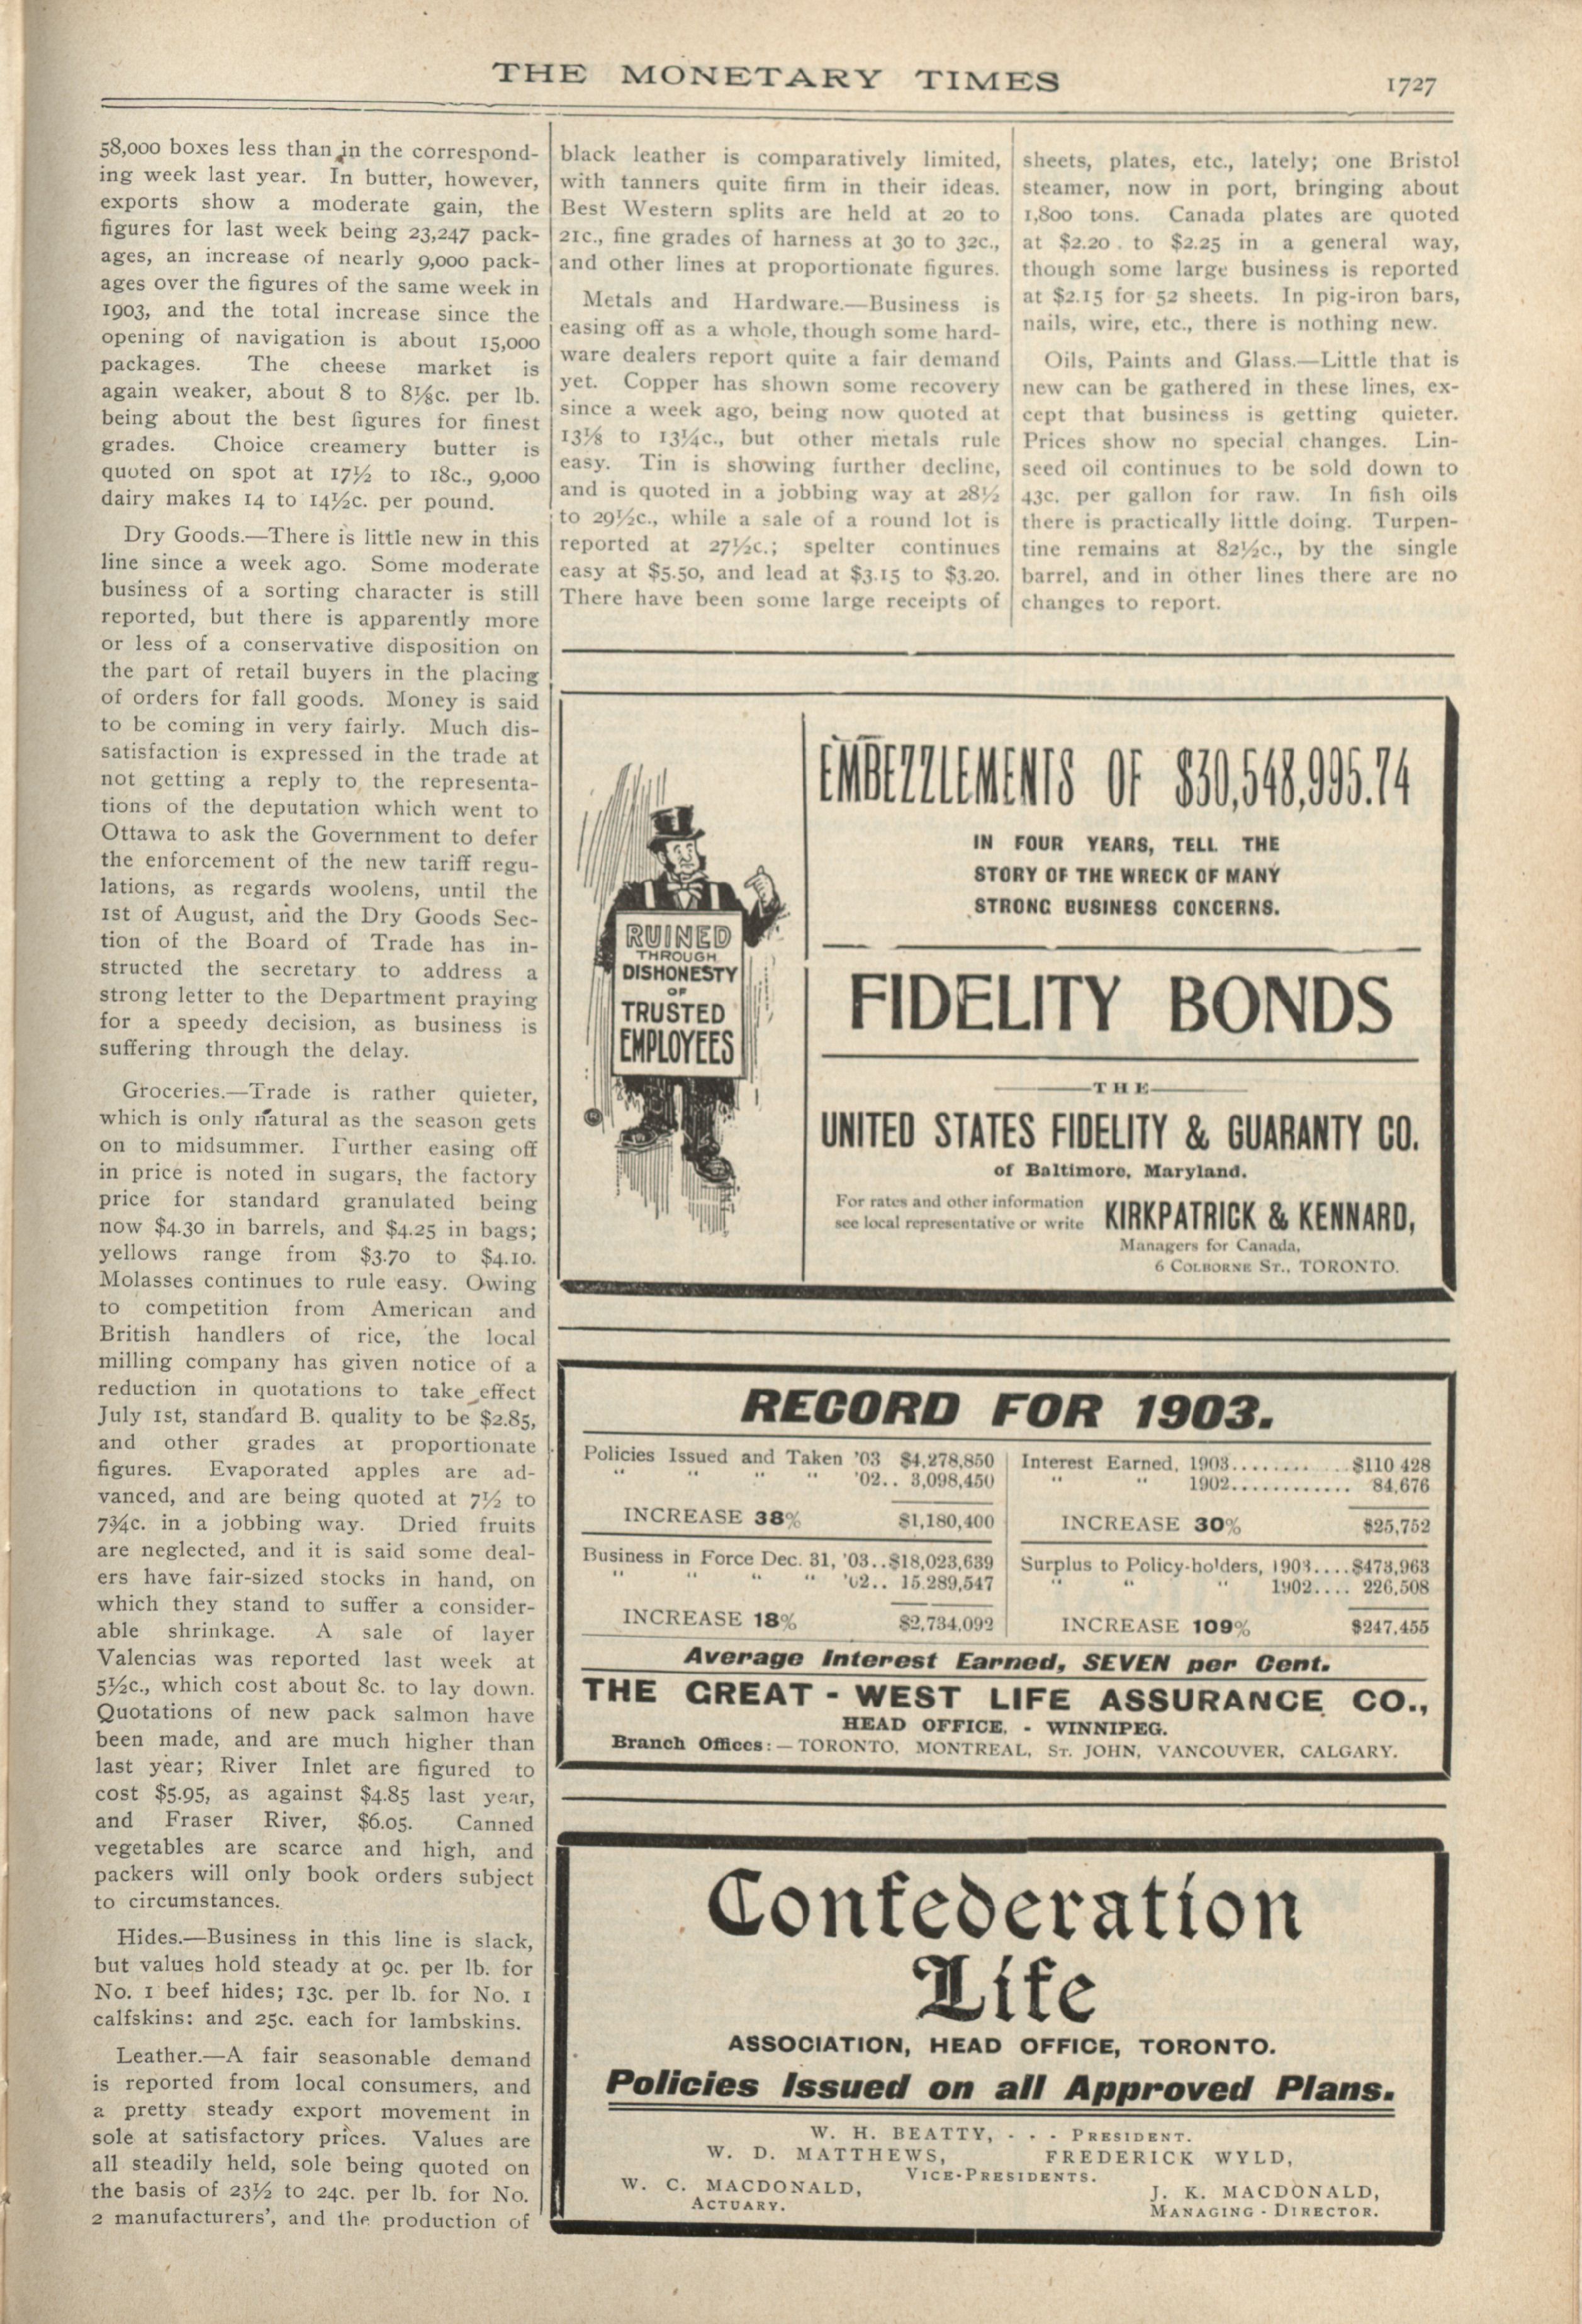 THE MONETARY TIMES
1727
58,000 boxes less than in the correspond-
ing week last year. In butter, however,
exports show a moderate gain, the
figures for last week being 23,247 pack-
ages, an increase of nearly 9,000 pack-
ages over the figures of the same week in
1903, and the total increase since the
opening of navigation is about 15,000
packages. The cheese market is
again weaker, about 8 to 8⅛c. per lb.
being about the best figures for finest
grades. Choice creamery butter is
quoted on spot at 17½ to 18c., 9,000
dairy makes 14 to 14½c. per pound.
Dry Goods.—There is little new in this
line since a week ago. Some moderate
business of a sorting character is still
reported, but there is apparently more
or less of a conservative disposition on
the part of retail buyers in the placing
of orders for fall goods. Money is said
to be coming in very fairly. Much dis-
satisfaction is expressed in the trade at
not getting a reply to the representa-
tions of the deputation which went to
Ottawa to ask the Government to defer
the enforcement of the new tariff regu-
lations, as regards woolens, until the
1st of August, and the Dry Goods Sec-
tion of the Board of Trade has in-
structed the secretary to address a
strong letter to the Department praying
for a speedy decision, as business is
suffering through the delay.
Groceries.—Trade is rather quieter,
which is only natural as the season gets
on to midsummer. Further easing off
in price is noted in sugars, the factory
price for standard granulated being
now $4.30 in barrels, and $4.25 in bags;
yellows range from $3.70 to $4.10.
Molasses continues to rule easy. Owing
to competition from American and
British handlers of rice, the local
milling company has given notice of a
reduction in quotations to take effect
July 1st, standard B. quality to be $2.85,
and other grades at proportionate
figures. Evaporated apples are ad-
vanced, and are being quoted at 7½ to
7¾c. in a jobbing way. Dried fruits
are neglected, and it is said some deal-
ers have fair-sized stocks in hand, on
which they stand to suffer a consider-
able shrinkage. A sale of layer
Valencias was reported last week at
5½c., which cost about 8c. to lay down.
Quotations of new pack salmon have
been made, and are much higher than
last year; River Inlet are figured to
cost $5.95, as against $4.85 last year,
and Fraser River, $6.05. Canned
vegetables are scarce and high, and
packers will only book orders subject
to circumstances.
Hides.—Business in this line is slack,
but values hold steady at 9c. per lb. for
No. 1 beef hides; 13c. per lb. for No. 1
calfskins: and 25c. each for lambskins.
Leather.—A fair seasonable demand
is reported from local consumers, and
a pretty steady export movement in
sole at satisfactory prices. Values are
all steadily held, sole being quoted on
the basis of 23½ to 24c. per lb. for No.
2 manufacturers', and the production of
black leather is comparatively limited,
with tanners quite firm in their ideas.
Best Western splits are held at 20 to
21c., fine grades of harness at 30 to 32c.,
and other lines at proportionate figures.
Metals and Hardware.—Business is
easing off as a whole, though some hard-
ware dealers report quite a fair demand
yet. Copper has shown some recovery
since a week ago, being now quoted at
13⅛ to 13¼c., but other metals rule
easy. Tin is showing further decline,
and is quoted in a jobbing way at 28½
to 29½c., while a sale of a round lot is
reported at 27½c.; spelter continues
easy at $5.50, and lead at $3.15 to $3.20.
There have been some large receipts of
sheets, plates, etc., lately; one Bristol
steamer, now in port, bringing about
1,800 tons. Canada plates are quoted
at $2.20 to $2.25 in a general way,
though some large business is reported
at $2.15 for 52 sheets. In pig-iron bars,
nails, wire, etc., there is nothing new.
Oils, Paints and Glass.—Little that is
new can be gathered in these lines, ex-
cept that business is getting quieter.
Prices show no special changes. Lin-
seed oil continues to be sold down to
43c. per gallon for raw. In fish oils
there is practically little doing. Turpen-
tine remains at 82½c., by the single
barrel, and in other lines there are no
changes to report.
RUINED
THROUGH
DISHONESTY
OF
TRUSTED
EMPLOYEES
EMBEZZLEMENTS OF $30,548,995.74
IN FOUR YEARS, TELL THE
STORY OF THE WRECK OF MANY
STRONG BUSINESS CONCERNS.
FIDELITY BONDS
THE
UNITED STATES FIDELITY & GUARANTY CO.
of Baltimore, Maryland.
For rates and other information
see local representative or write
KIRKPATRICK & KENNARD,
Managers for Canada,
6 COLBORNE ST., TORONTO.
RECORD FOR 1903.
Policies Issued and Taken '03 $4,278,850
" " " " '02.. 3,098,450
INCREASE 38% $1,180,400
Interest Earned, 1903........ ..$110 428
" " 1902............ 84,676
INCREASE 30% $25,752
Business in Force Dec. 31, '03..$18,023,639
" " " " '02.. 15,289,547
INCREASE 18% $2,734,092
Surplus to Policy-holders, 1903....$473,963
" " " 1902.... 226,508
INCREASE 109% $247,455
Average Interest Earned, SEVEN per Cent.
THE GREAT - WEST LIFE ASSURANCE CO.,
HEAD OFFICE, - WINNIPEG.
Branch Offices:—TORONTO, MONTREAL, ST. JOHN, VANCOUVER, CALGARY.
Confederation
Life
ASSOCIATION, HEAD OFFICE, TORONTO.
Policies Issued on all Approved Plans.
W. H. BEATTY, - - - PRESIDENT.
W. D. MATTHEWS, FREDERICK WYLD,
VICE-PRESIDENTS.
W. C. MACDONALD,
ACTUARY.
J. K. MACDONALD,
MANAGING - DIRECTOR.